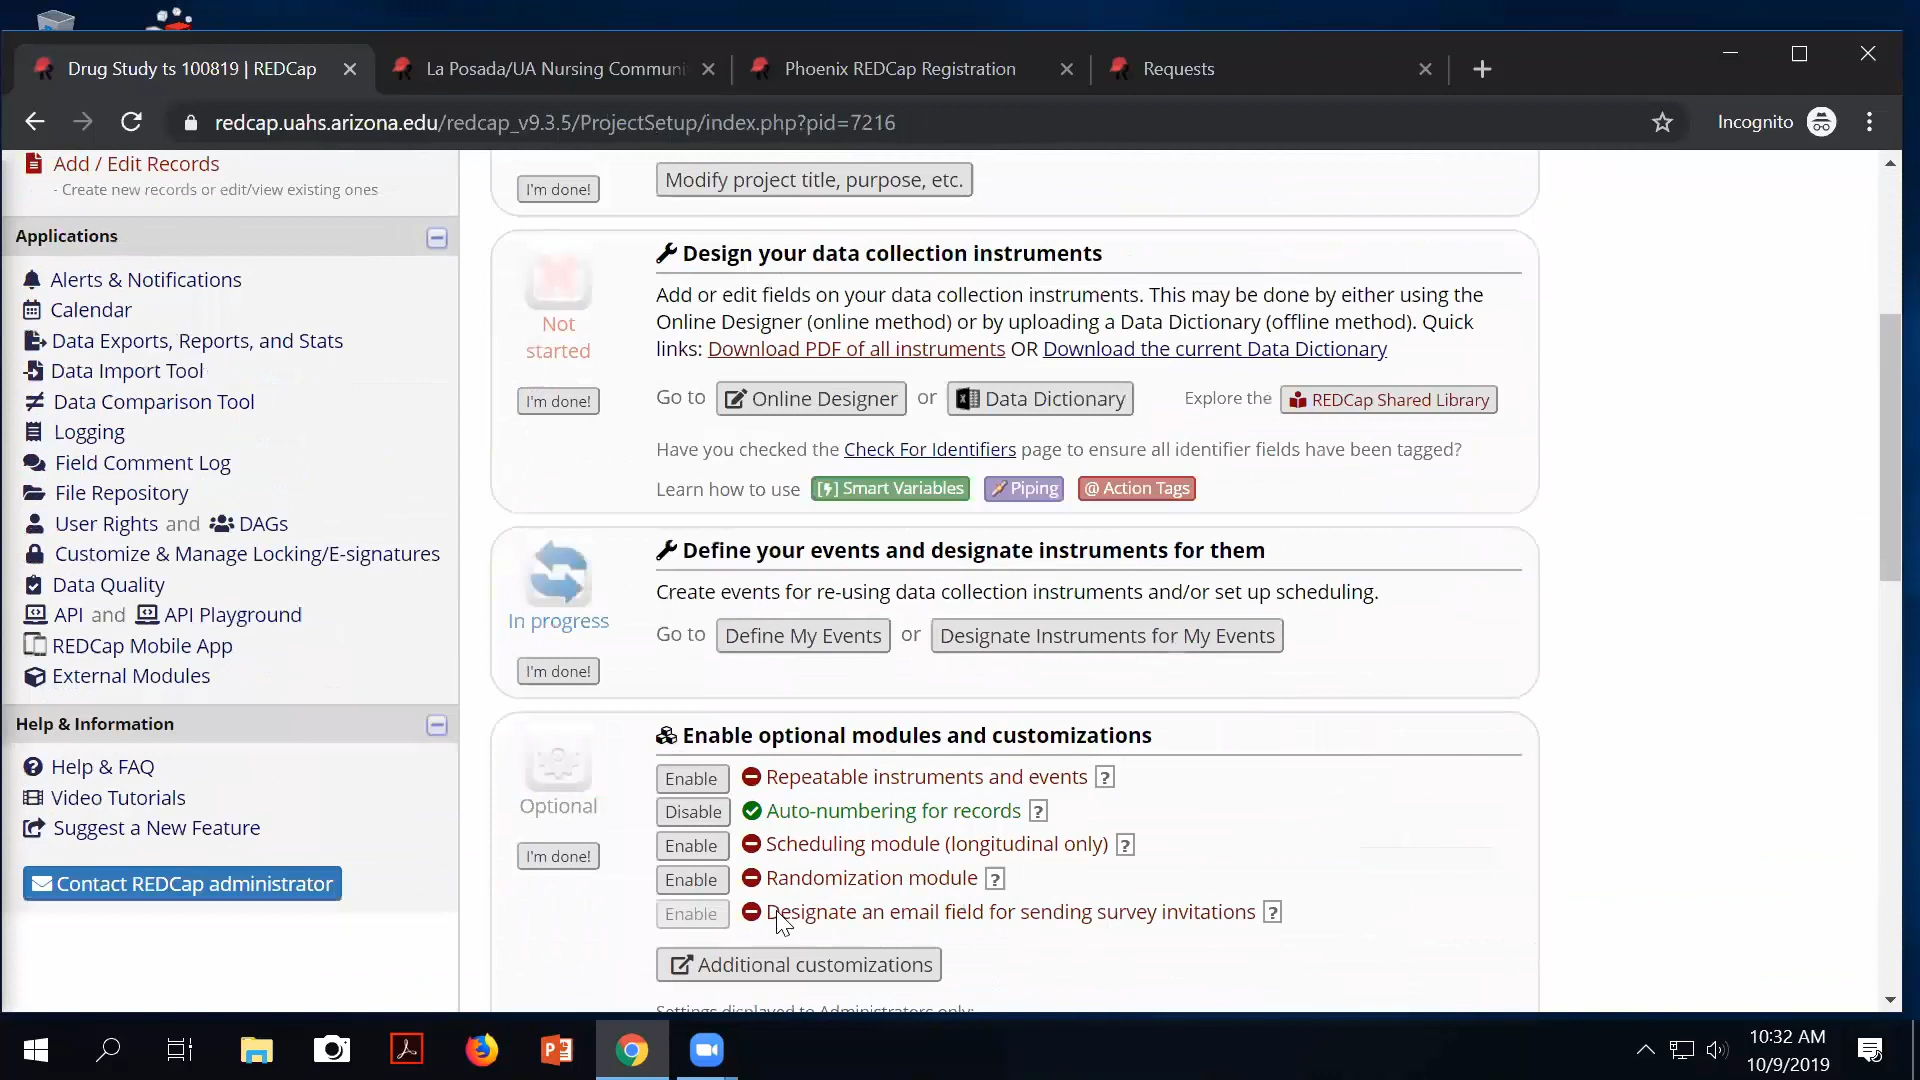 Drug Study ts 100819 | REDCap
La Posada/UA Nursing Communi
Phoenix REDCap Registration
Requests
redcap.uahs.arizona.edu/redcap_v9.3.5/ProjectSetup/index.php?pid=7216
Incognito
Add / Edit Records
- Create new records or edit/view existing ones
Applications
Alerts & Notifications
Calendar
Data Exports, Reports, and Stats
Data Import Tool
Data Comparison Tool
Logging
Field Comment Log
File Repository
User Rights and DAGs
Customize & Manage Locking/E-signatures
Data Quality
API and API Playground
REDCap Mobile App
External Modules
Help & Information
Help & FAQ
Video Tutorials
Suggest a New Feature
Contact REDCap administrator
I'm done!
Modify project title, purpose, etc.
Not
started
I'm done!
Design your data collection instruments
Add or edit fields on your data collection instruments. This may be done by either using the
Online Designer (online method) or by uploading a Data Dictionary (offline method). Quick
links: Download PDF of all instruments OR Download the current Data Dictionary
Go to Online Designer or Data Dictionary Explore the REDCap Shared Library
Have you checked the Check For Identifiers page to ensure all identifier fields have been tagged?
Learn how to use Smart Variables Piping @ Action Tags
In progress
I'm done!
Define your events and designate instruments for them
Create events for re-using data collection instruments and/or set up scheduling.
Go to Define My Events or Designate Instruments for My Events
Optional
I'm done!
Enable optional modules and customizations
Enable Repeatable instruments and events ?
Disable Auto-numbering for records ?
Enable Scheduling module (longitudinal only) ?
Enable Randomization module ?
Enable Designate an email field for sending survey invitations ?
Additional customizations
Settings displayed to Administrators only:
10:32 AM
10/9/2019